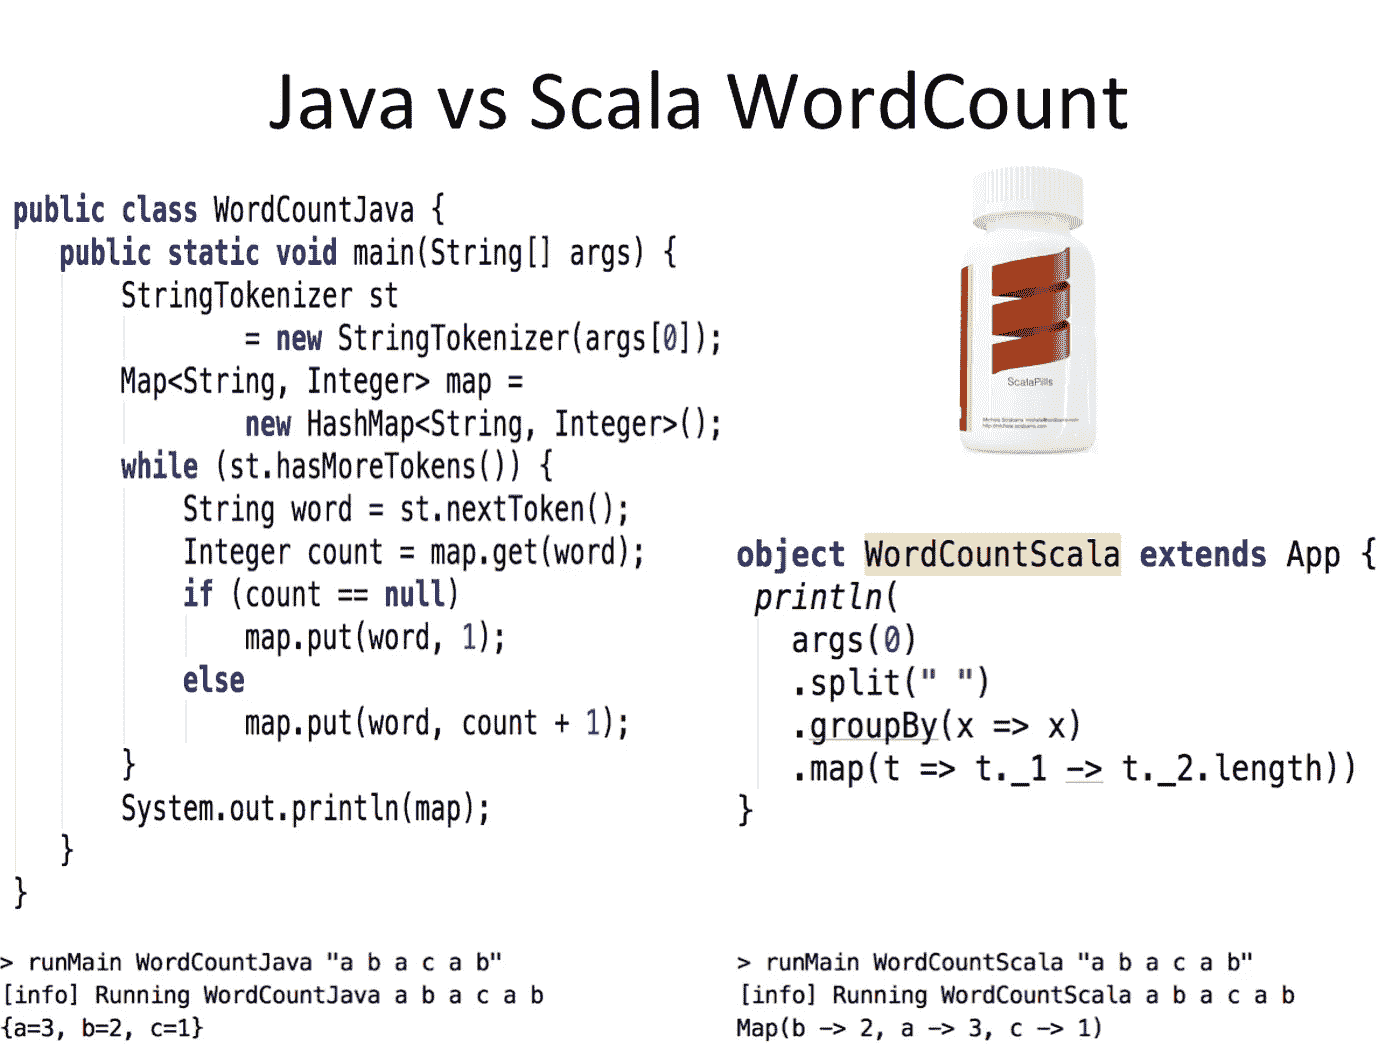 Java vs Scala WordCount
public class WordCountJava {
public static void main(String[] args) {
StringTokenizer st
= new StringTokenizer(args[0]);
Map<String, Integer> map =
new HashMap<String, Integer>();
while (st.hasMoreTokens()) {
String word = st.nextToken();
Integer count = map.get(word);
if (count == null)
map.put(word, 1);
else
map.put(word, count + 1);
}
System.out.println(map);
}
}
> runMain WordCountJava "a b a c a b"
[info] Running WordCountJava a b a c a b
{a=3, b=2, c=1}
ScalaPills
object WordCountScala extends App {
println(
args(0)
.split(" ")
.groupBy(x => x)
.map(t => t._1 -> t._2.length))
}
> runMain WordCountScala "a b a c a b"
[info] Running WordCountScala a b a c a b
Map(b -> 2, a -> 3, c -> 1)